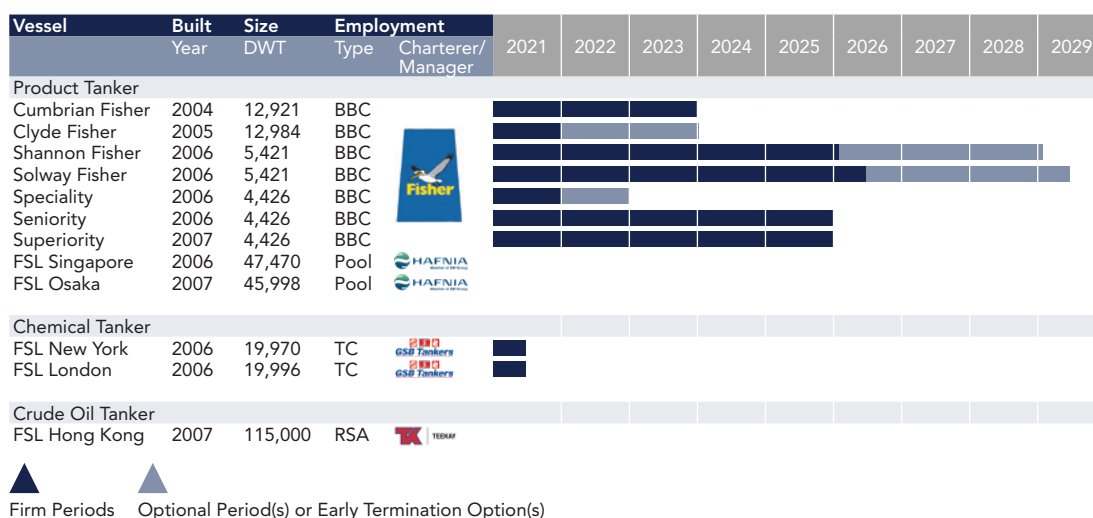 Vessel Built Size Employment
Year DWT Type Charterer/ Manager 2021 2022 2023 2024 2025 2026 2027 2028 2029
Product Tanker
Cumbrian Fisher 2004 12,921 BBC
Clyde Fisher 2005 12,984 BBC
Shannon Fisher 2006 5,421 BBC
Solway Fisher 2006 5,421 BBC
Fisher
Speciality 2006 4,426 BBC
Seniority 2006 4,426 BBC
Superiority 2007 4,426 BBC
FSL Singapore 2006 47,470 Pool HAFNIA
FSL Osaka 2007 45,998 Pool HAFNIA
Chemical Tanker
FSL New York 2006 19,970 TC GSB Tankers
FSL London 2006 19,996 TC GSB Tankers
Crude Oil Tanker
FSL Hong Kong 2007 115,000 RSA TK TEEKAY
Firm Periods Optional Period(s) or Early Termination Option(s)